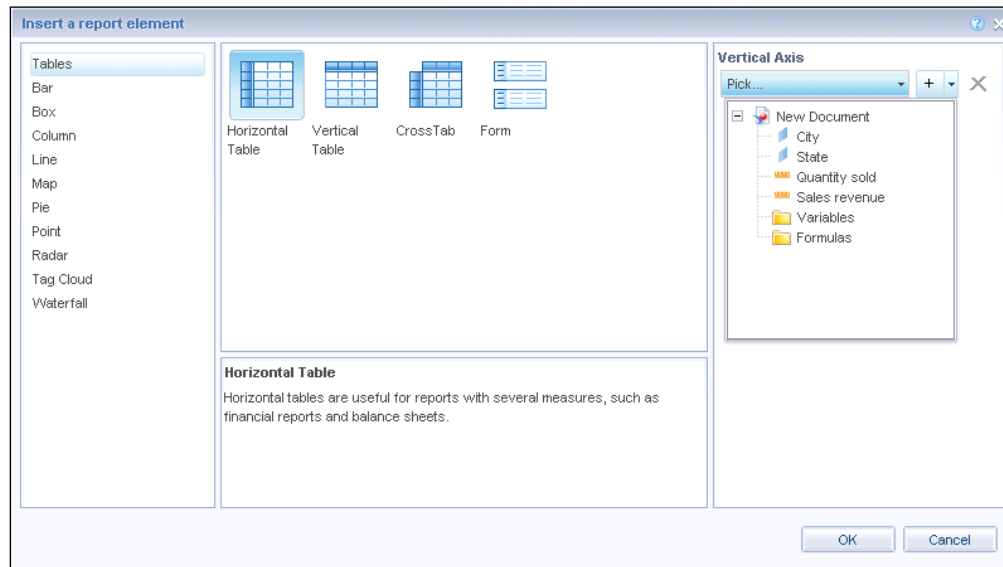 Insert a report element
Tables
Bar
Box
Column
Line
Map
Pie
Point
Radar
Tag Cloud
Waterfall
Horizontal
Table
Vertical
Table
CrossTab
Form
Horizontal Table
Horizontal tables are useful for reports with several measures, such as
financial reports and balance sheets.
Vertical Axis
Pick...
New Document
City
State
Quantity sold
Sales revenue
Variables
Formulas
OK
Cancel